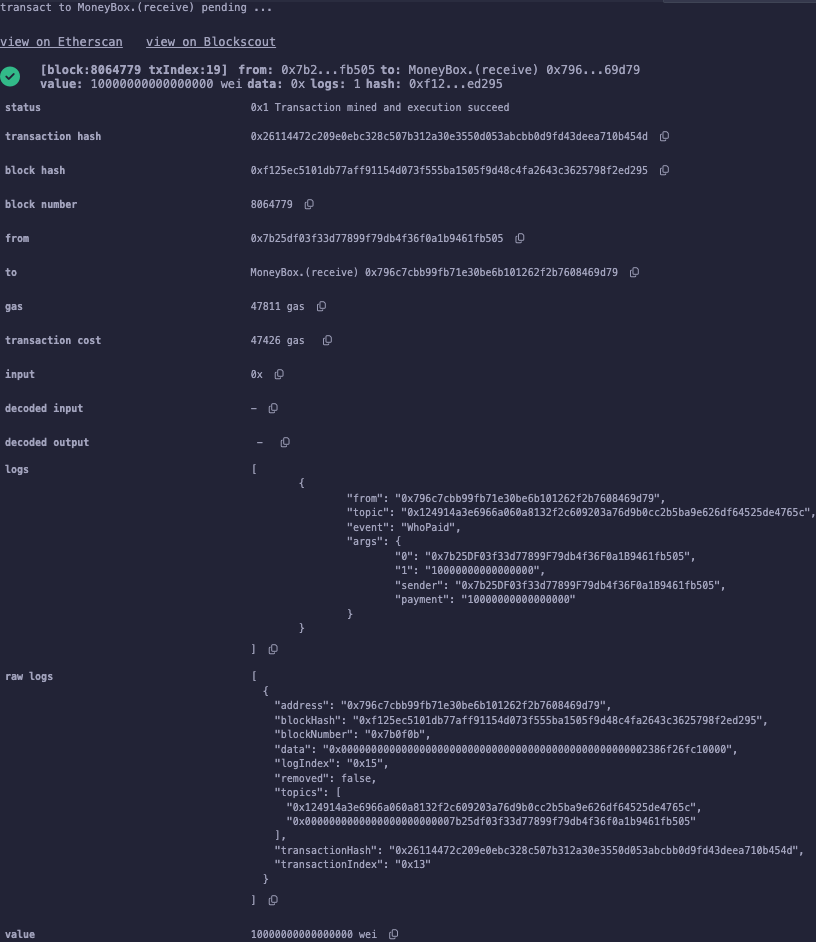 transact to MoneyBox.(receive) pending ...
view on Etherscan view on Blockscout
[block:8064779 txIndex:19] from: 0x7b2...fb505 to: MoneyBox.(receive) 0x796...69d79
value: 10000000000000000 wei data: 0x logs: 1 hash: 0xf12...ed295
status 0x1 Transaction mined and execution succeed
transaction hash 0x26114472c209e0ebc328c507b312a30e3550d053abcbb0d9fd43deea710b454d
block hash 0xf125ec5101db77aff91154d073f555ba1505f9d48c4fa2643c3625798f2ed295
block number 8064779
from 0x7b25df03f33d77899f79db4f36f0a1b9461fb505
to MoneyBox.(receive) 0x796c7cbb99fb71e30be6b101262f2b7608469d79
gas 47811 gas
transaction cost 47426 gas
input 0x
decoded input –
decoded output –
logs [
{
"from": "0x796c7cbb99fb71e30be6b101262f2b7608469d79",
"topic": "0x124914a3e6966a060a8132f2c609203a76d9b0cc2b5ba9e626df64525de4765c",
"event": "WhoPaid",
"args": {
"0": "0x7b25DF03f33d77899F79db4f36F0a1B9461fb505",
"1": "10000000000000000",
"sender": "0x7b25DF03f33d77899F79db4f36F0a1B9461fb505",
"payment": "10000000000000000"
}
}
]
raw logs [
{
"address": "0x796c7cbb99fb71e30be6b101262f2b7608469d79",
"blockHash": "0xf125ec5101db77aff91154d073f555ba1505f9d48c4fa2643c3625798f2ed295",
"blockNumber": "0x7b0f0b",
"data": "0x000000000000000000000000000000000000000000000000002386f26fc10000",
"logIndex": "0x15",
"removed": false,
"topics": [
"0x124914a3e6966a060a8132f2c609203a76d9b0cc2b5ba9e626df64525de4765c",
"0x0000000000000000000000007b25df03f33d77899f79db4f36f0a1b9461fb505"
],
"transactionHash": "0x26114472c209e0ebc328c507b312a30e3550d053abcbb0d9fd43deea710b454d",
"transactionIndex": "0x13"
}
]
value 10000000000000000 wei